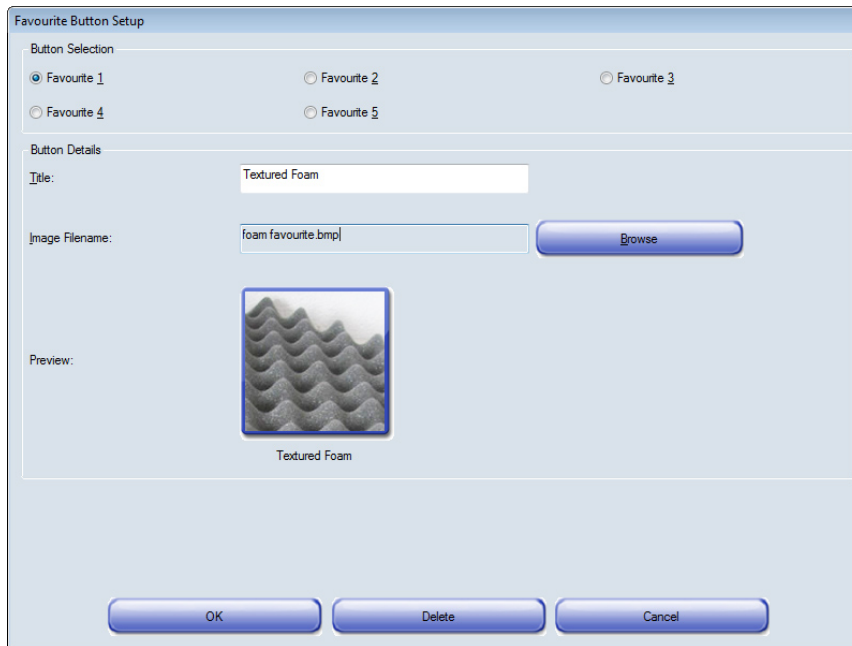 Favourite Button Setup
Button Selection
Favourite 1
Favourite 2
Favourite 3
Favourite 4
Favourite 5
Button Details
Title:
Textured Foam
Image Filename:
foam favourite.bmp
Browse
Preview:
Textured Foam
OK
Delete
Cancel